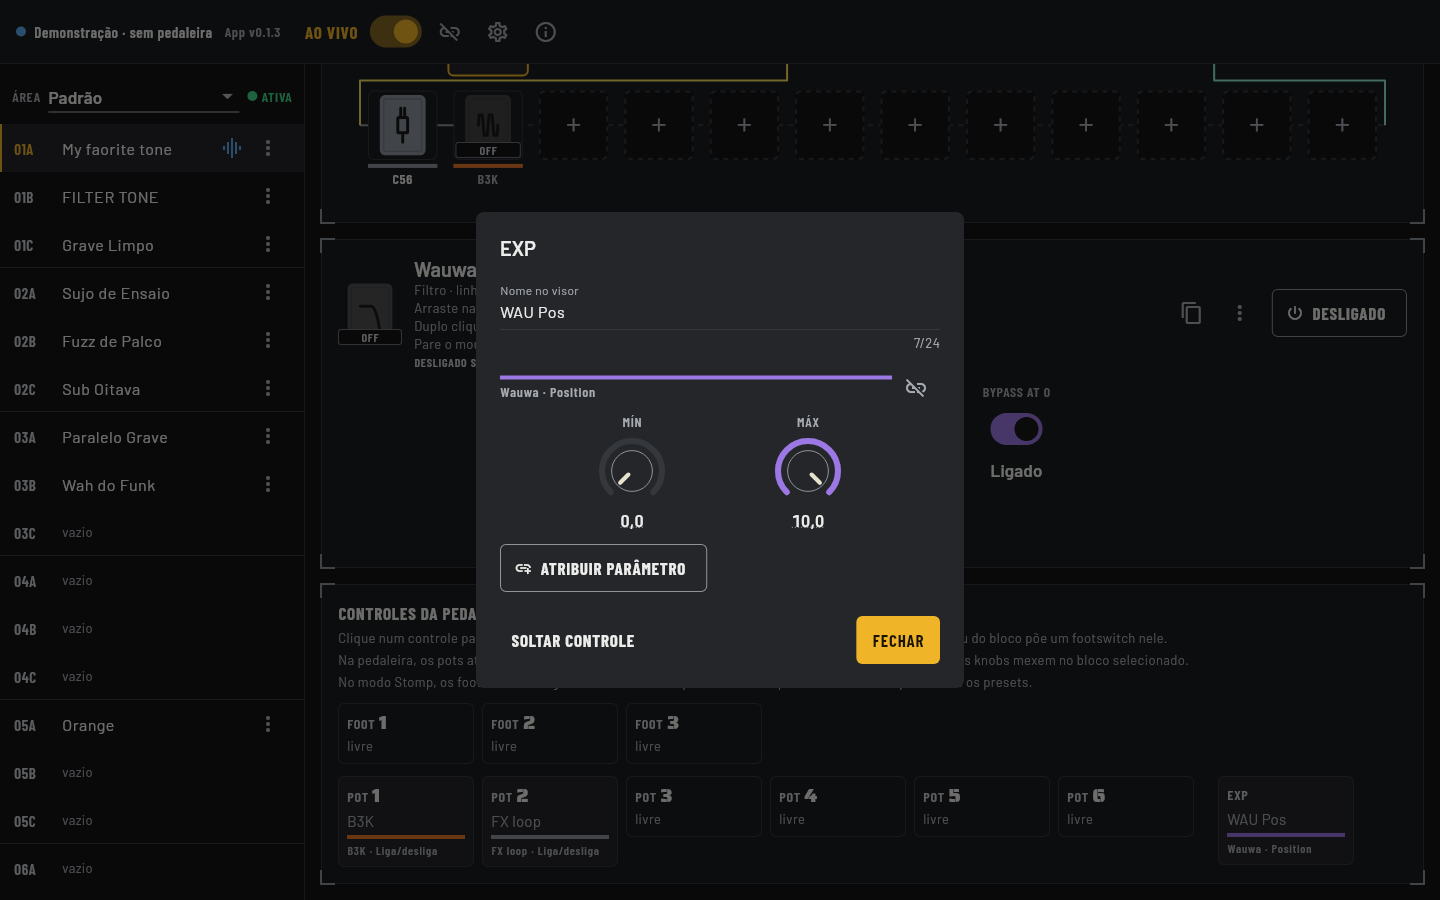 Demonstração · sem pedaleira
App v0.1.3
AO VIVO
ÁREA
Padrão
ATIVA
01A My faorite tone
01B FILTER TONE
01C Grave Limpo
02A Sujo de Ensaio
02B Fuzz de Palco
02C Sub Oitava
03A Paralelo Grave
03B Wah do Funk
03C vazio
04A vazio
04B vazio
04C vazio
05A Orange
05B vazio
05C vazio
06A vazio
OFF
C56
B3K
Wauwa
Filtro · linh
Arraste na
Duplo cliqu
Pare o mou
OFF
DESLIGADO S
DESLIGADO
BYPASS AT 0
Ligado
EXP
Nome no visor
WAU Pos
7/24
Wauwa · Position
MÍN
MÁX
0,0
10,0
ATRIBUIR PARÂMETRO
SOLTAR CONTROLE
FECHAR
CONTROLES DA PEDA
Clique num controle pa
do bloco põe um footswitch nele.
Na pedaleira, os pots at
s knobs mexem no bloco selecionado.
No modo Stomp, os foo
os presets.
FOOT 1
livre
FOOT 2
livre
FOOT 3
livre
POT 1
B3K
B3K · Liga/desliga
POT 2
FX loop
FX loop · Liga/desliga
POT 3
livre
POT 4
livre
POT 5
livre
POT 6
livre
EXP
WAU Pos
Wauwa · Position